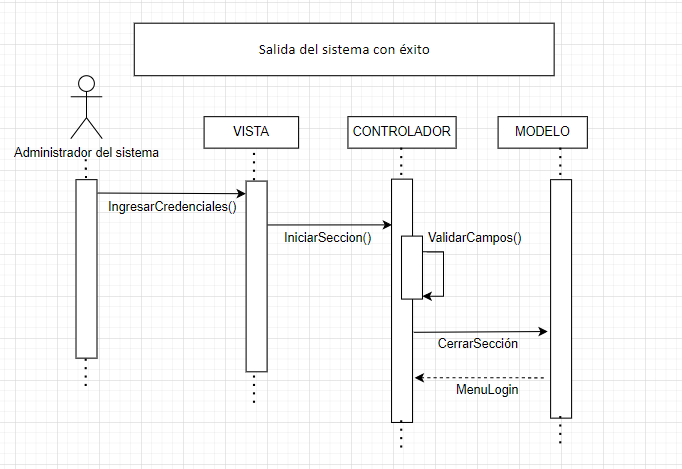 Salida del sistema con éxito
Administrador del sistema
VISTA
CONTROLADOR
MODELO
IngresarCredenciales()
IniciarSeccion()
ValidarCampos()
CerrarSección
MenuLogin